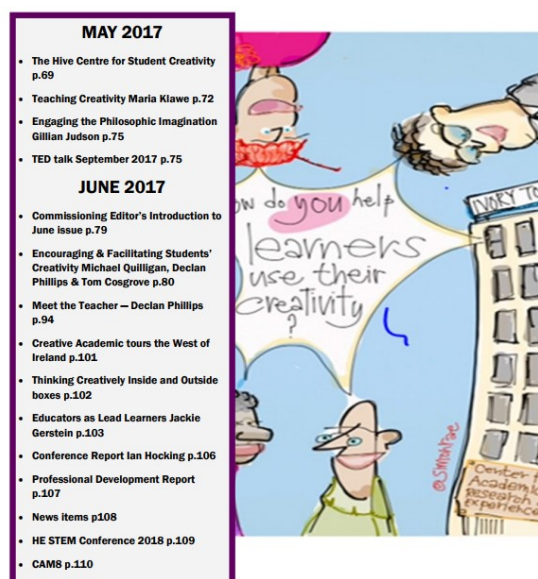 MAY 2017
The Hive Centre for Student Creativity
p.69
Teaching Creativity Maria Klawe p.72
Engaging the Philosophic Imagination
Gillian Judson p.75
TED talk September 2017 p.75
JUNE 2017
Commissioning Editor's Introduction to
June issue p.79
Encouraging & Facilitating Students'
Creativity Michael Quilligan, Declan
Phillips & Tom Cosgrove p.80
Meet the Teacher — Declan Phillips
p.94
Creative Academic tours the West of
Ireland p.101
Thinking Creatively Inside and Outside
boxes p.102
Educators as Lead Learners Jackie
Gerstein p.103
Conference Report Ian Hocking p.106
Professional Development Report
p.107
News items p108
HE STEM Conference 2018 p.109
CAM8 p.110
ow do you help
learners
use their
creativity
?
IVORY TO
@SimonRae
Center f
Academic
research
experience